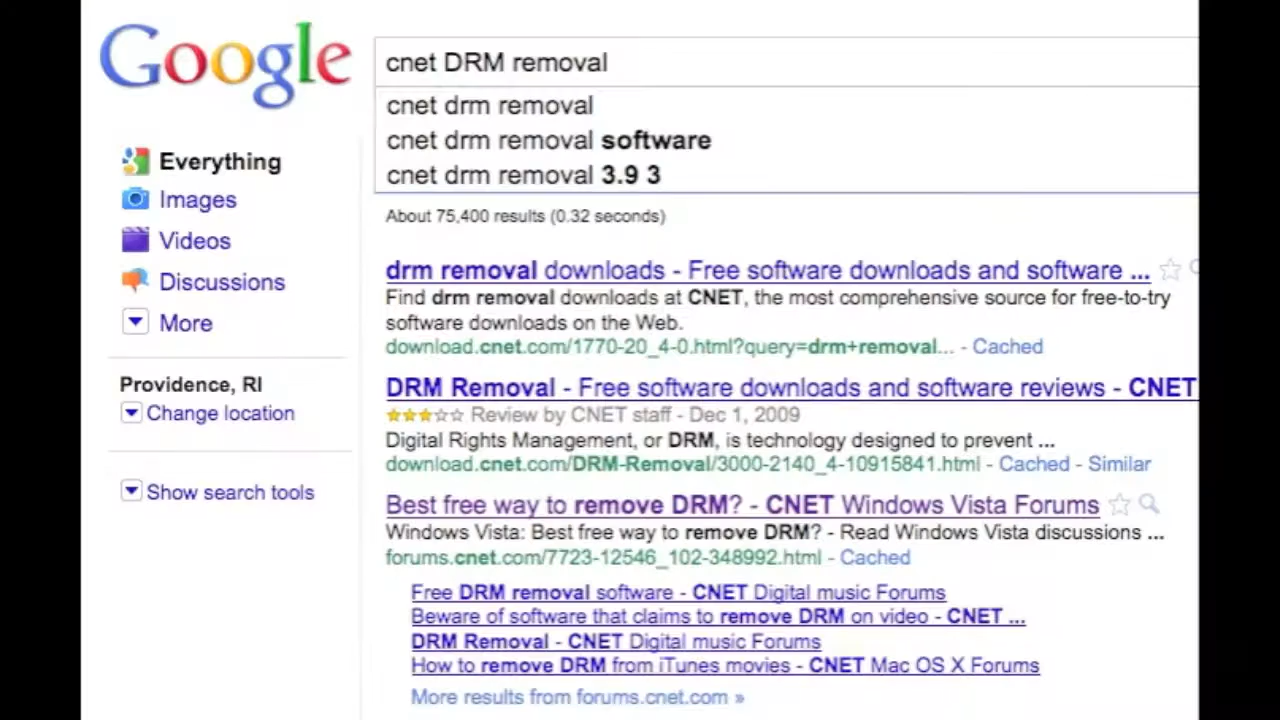 Google
cnet DRM removal
cnet drm removal
cnet drm removal software
cnet drm removal 3.9 3
Everything
Images
Videos
Discussions
More
Providence, RI
Change location
Show search tools
About 75,400 results (0.32 seconds)
drm removal downloads - Free software downloads and software ...
Find drm removal downloads at CNET, the most comprehensive source for free-to-try
software downloads on the Web.
download.cnet.com/1770-20_4-0.html?query=drm+removal... - Cached
DRM Removal - Free software downloads and software reviews - CNET
Review by CNET staff - Dec 1, 2009
Digital Rights Management, or DRM, is technology designed to prevent ...
download.cnet.com/DRM-Removal/3000-2140_4-10915841.html - Cached - Similar
Best free way to remove DRM? - CNET Windows Vista Forums
Windows Vista: Best free way to remove DRM? - Read Windows Vista discussions ...
forums.cnet.com/7723-12546_102-348992.html - Cached
Free DRM removal software - CNET Digital music Forums
Beware of software that claims to remove DRM on video - CNET ...
DRM Removal - CNET Digital music Forums
How to remove DRM from iTunes movies - CNET Mac OS X Forums
More results from forums.cnet.com »